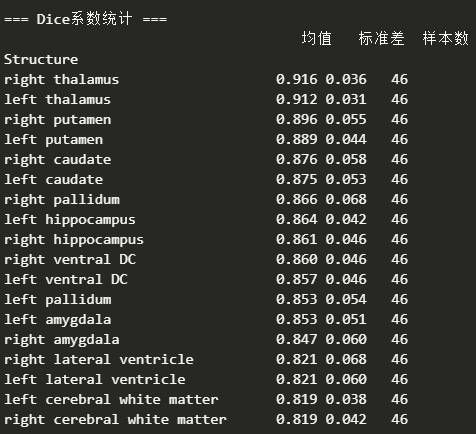 === Dice系数统计 ===
均值 标准差 样本数
Structure
right thalamus 0.916 0.036 46
left thalamus 0.912 0.031 46
right putamen 0.896 0.055 46
left putamen 0.889 0.044 46
right caudate 0.876 0.058 46
left caudate 0.875 0.053 46
right pallidum 0.866 0.068 46
left hippocampus 0.864 0.042 46
right hippocampus 0.861 0.046 46
right ventral DC 0.860 0.046 46
left ventral DC 0.857 0.046 46
left pallidum 0.853 0.054 46
left amygdala 0.853 0.051 46
right amygdala 0.847 0.060 46
right lateral ventricle 0.821 0.068 46
left lateral ventricle 0.821 0.060 46
left cerebral white matter 0.819 0.038 46
right cerebral white matter 0.819 0.042 46